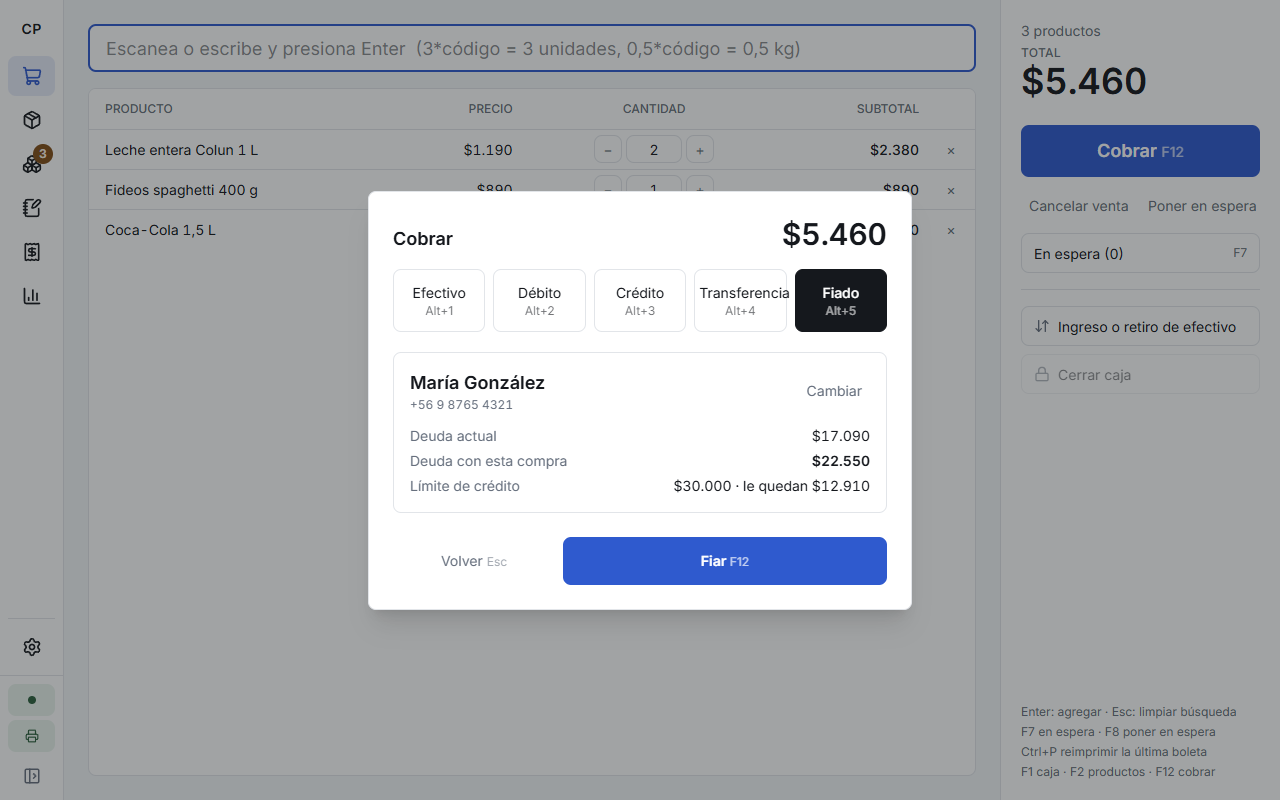 CP
3
Escanea o escribe y presiona Enter (3*código = 3 unidades, 0,5*código = 0,5 kg)
PRODUCTO PRECIO CANTIDAD SUBTOTAL
Leche entera Colun 1 L $1.190 − 2 + $2.380 ×
Fideos spaghetti 400 g $890 − 1 + $890 ×
Coca-Cola 1,5 L 0 ×
Cobrar $5.460
Efectivo Alt+1
Débito Alt+2
Crédito Alt+3
Transferencia Alt+4
Fiado Alt+5
María González
+56 9 8765 4321
Cambiar
Deuda actual $17.090
Deuda con esta compra $22.550
Límite de crédito $30.000 · le quedan $12.910
Volver Esc
Fiar F12
3 productos
TOTAL
$5.460
Cobrar F12
Cancelar venta Poner en espera
En espera (0) F7
Ingreso o retiro de efectivo
Cerrar caja
Enter: agregar · Esc: limpiar búsqueda
F7 en espera · F8 poner en espera
Ctrl+P reimprimir la última boleta
F1 caja · F2 productos · F12 cobrar